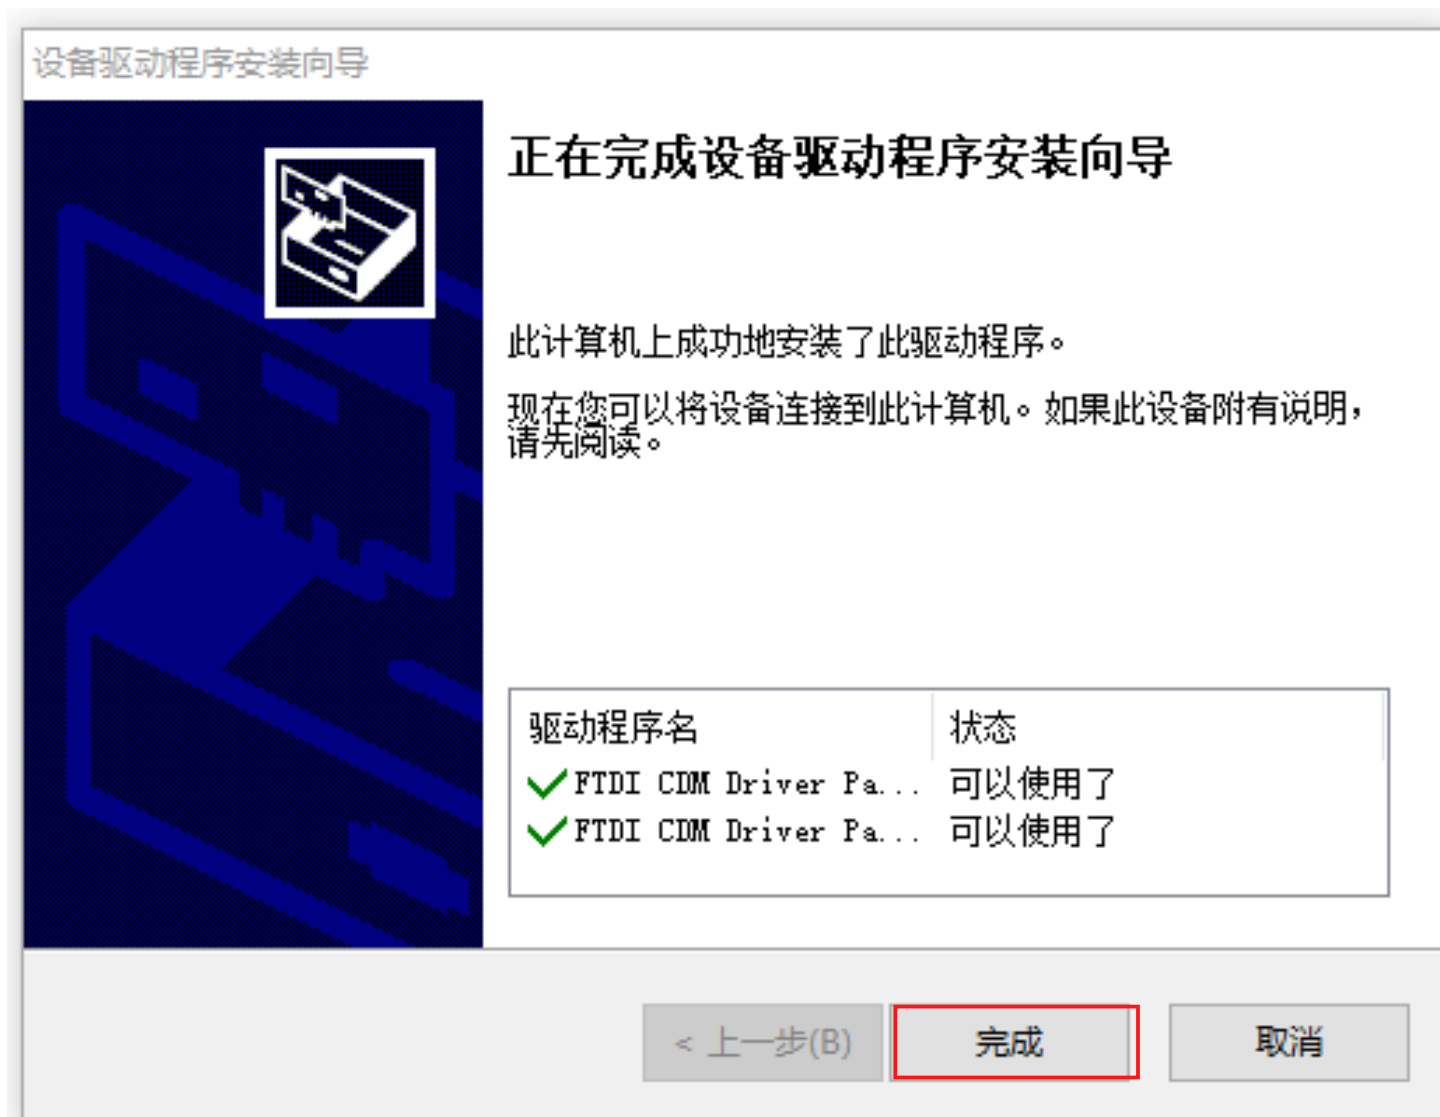 设备驱动程序安装向导
正在完成设备驱动程序安装向导
此计算机上成功地安装了此驱动程序。
现在您可以将设备连接到此计算机。如果此设备附有说明，
请先阅读。
驱动程序名 状态
FTDI CDM Driver Pa... 可以使用了
FTDI CDM Driver Pa... 可以使用了
< 上一步(B) 完成 取消